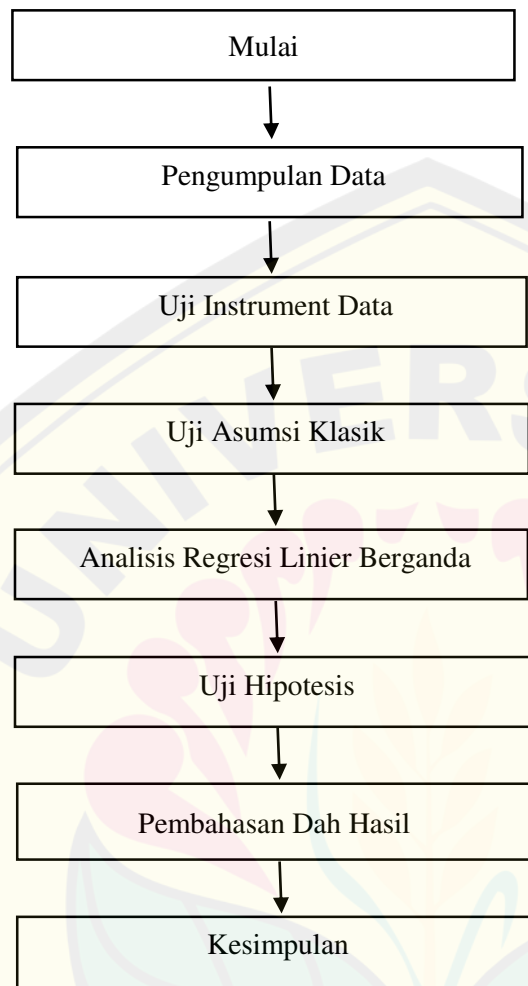 Mulai
Pengumpulan Data
Uji Instrument Data
Uji Asumsi Klasik
Analisis Regresi Linier Berganda
Uji Hipotesis
Pembahasan Dah Hasil
Kesimpulan
UNIVERS